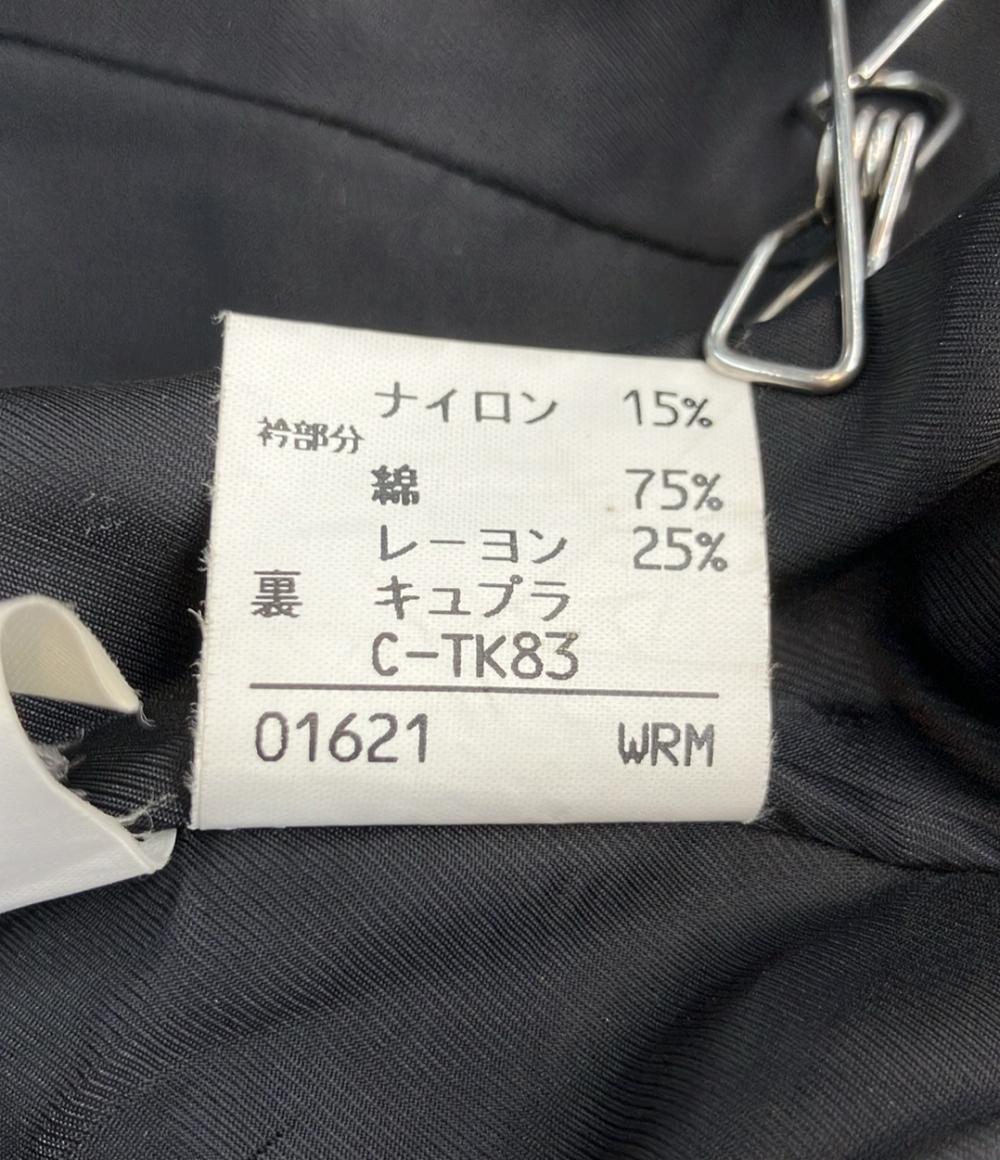 ナイロン 15%
衿部分
綿 75%
レーヨン 25%
裏 キュプラ
C-TK83
01621 WRM